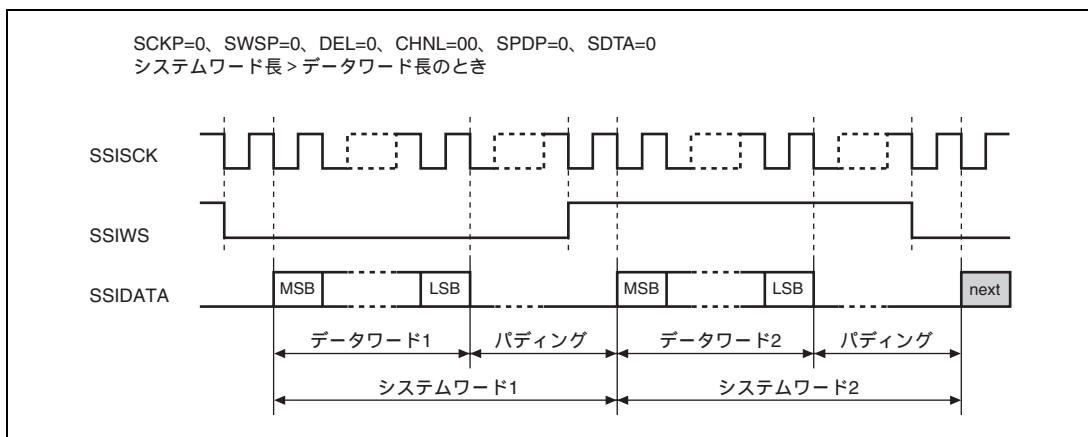 SCKP=0、SWSP=0、DEL=0、CHNL=00、SPDP=0、SDTA=0
システムワード長 > データワード長のとき
SSISCK
SSIWS
SSIDATA
MSB
LSB
MSB
LSB
next
データワード1
パディング
データワード2
パディング
システムワード1
システムワード2